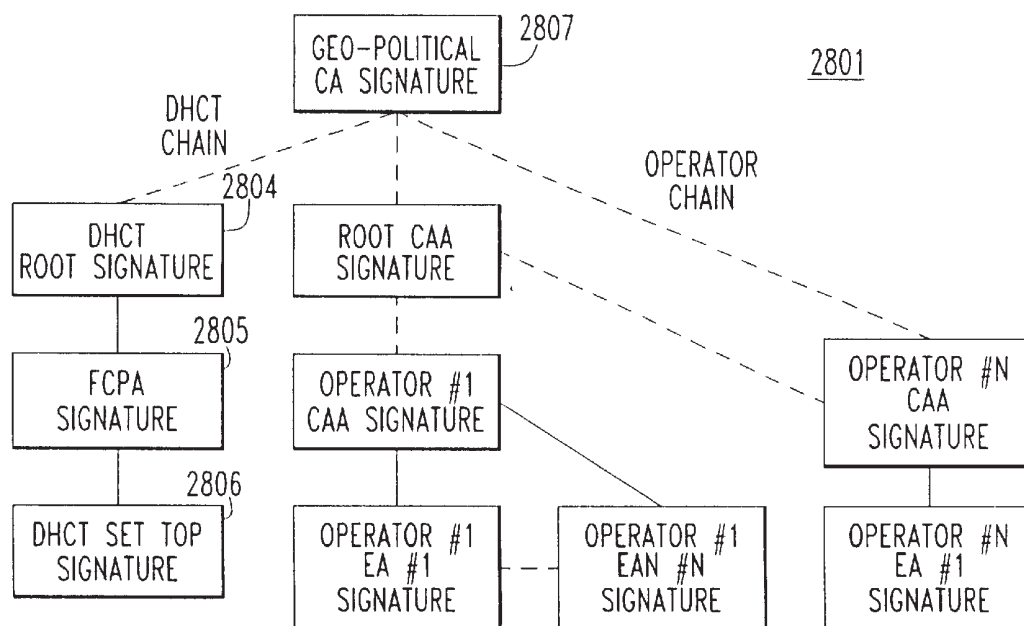 GEO-POLITICAL
CA SIGNATURE
2807
2801
DHCT
CHAIN
OPERATOR
CHAIN
2804
DHCT
ROOT SIGNATURE
ROOT CAA
SIGNATURE
2805
FCPA
SIGNATURE
OPERATOR #1
CAA SIGNATURE
OPERATOR #N
CAA
SIGNATURE
2806
DHCT SET TOP
SIGNATURE
OPERATOR #1
EA #1
SIGNATURE
OPERATOR #1
EAN #N
SIGNATURE
OPERATOR #N
EA #1
SIGNATURE